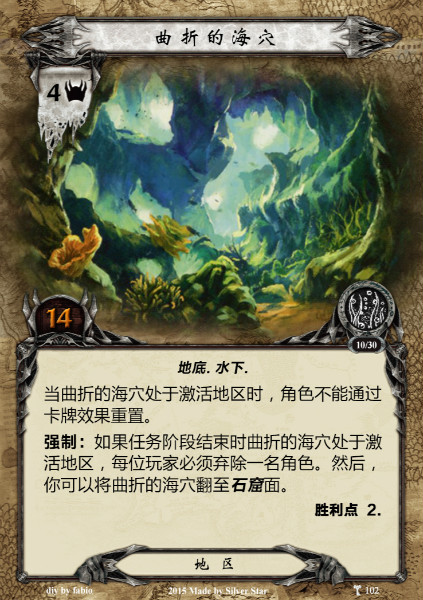 曲折的海穴
4
14
10/30
地底. 水下.
当曲折的海穴处于激活地区时，角色不能通过
卡牌效果重置。
强制：如果任务阶段结束时曲折的海穴处于激
活地区，每位玩家必须弃除一名角色。然后，
你可以将曲折的海穴翻至石窟面。
胜利点 2.
地区
diy by fabio 2015 Made by Silver Star 102